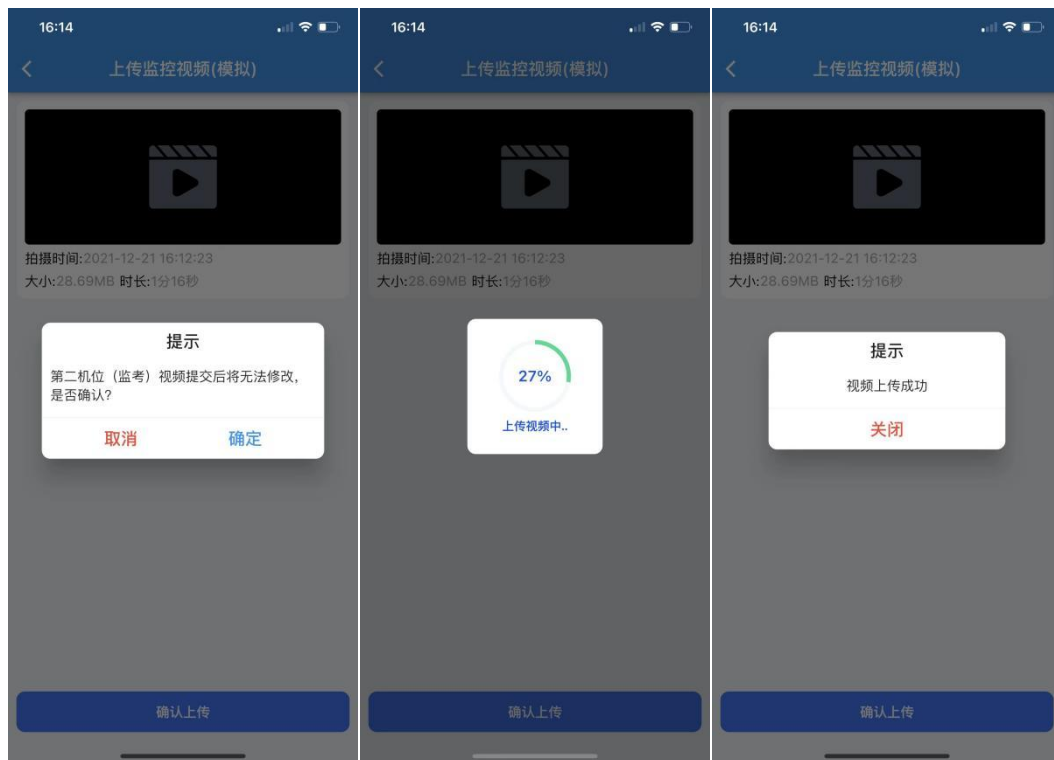 16:14
上传监控视频(模拟)
拍摄时间:2021-12-21 16:12:23
大小:28.69MB 时长:1分16秒
提示
第二机位（监考）视频提交后将无法修改，
是否确认？
取消 确定
确认上传
16:14
上传监控视频(模拟)
拍摄时间:2021-12-21 16:12:23
大小:28.69MB 时长:1分16秒
27%
上传视频中..
确认上传
16:14
上传监控视频(模拟)
拍摄时间:2021-12-21 16:12:23
大小:28.69MB 时长:1分16秒
提示
视频上传成功
关闭
确认上传